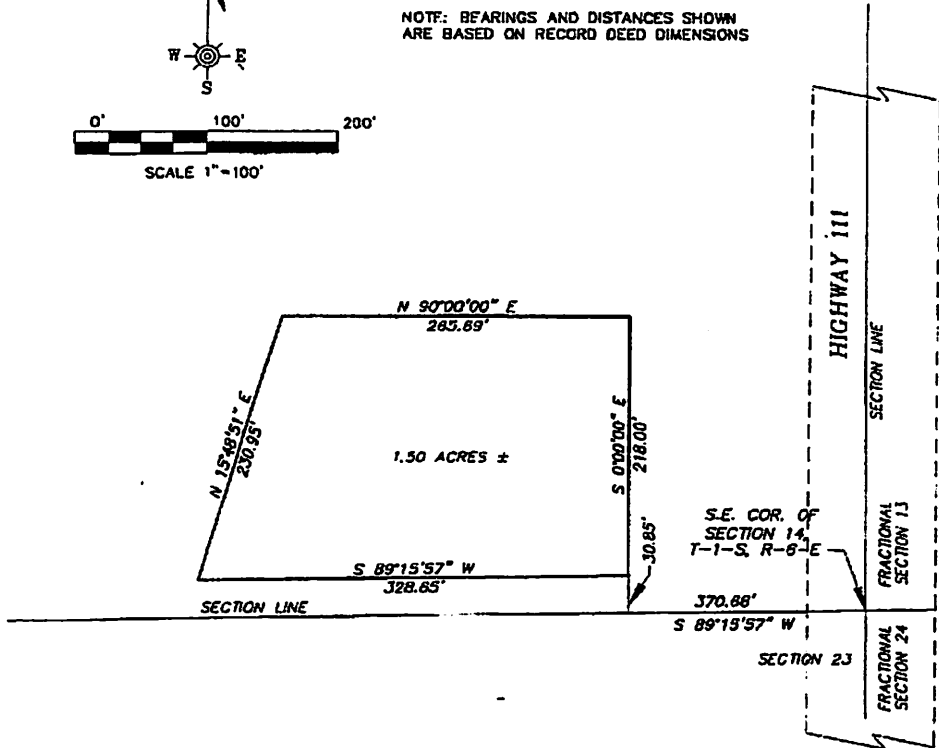 NOTE: BEARINGS AND DISTANCES SHOWN
ARE BASED ON RECORD DEED DIMENSIONS
W
E
S
0'
100'
200'
SCALE 1"=100'
HIGHWAY 111
SECTION LINE
N 90°00'00" E
265.69'
N 15°48'51" E
230.95'
1.50 ACRES ±
S 0°00'00" E
218.00'
30.85'
S 89°15'57" W
328.65'
SECTION LINE
S.E. COR. OF
SECTION 14,
T-1-S, R-6-E
FRACTIONAL
SECTION 13
370.68'
S 89°15'57" W
SECTION 23
FRACTIONAL
SECTION 24